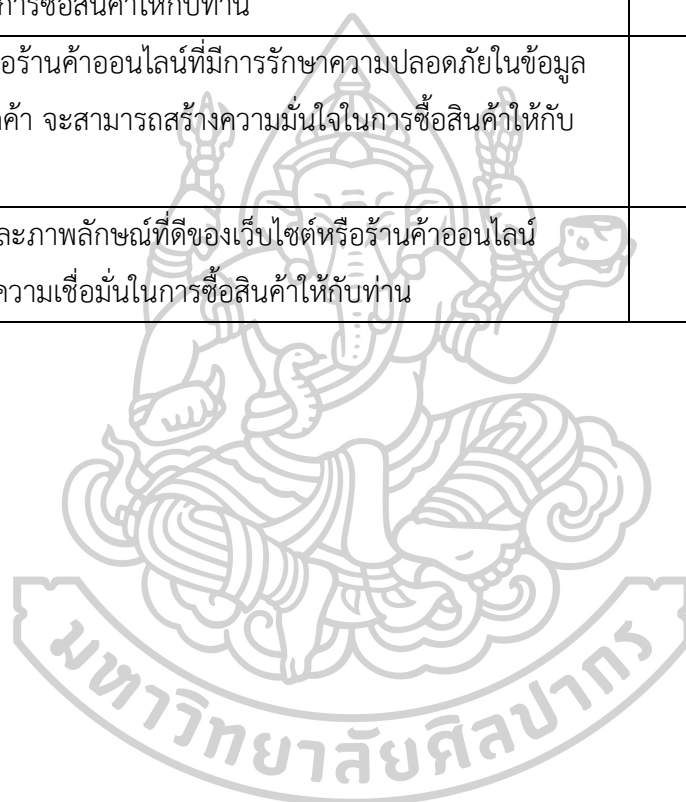 การซื้อสินค้าให้กับท่าน
อร้านค้าออนไลน์ที่มีการรักษาความปลอดภัยในข้อมูล
ค้า จะสามารถสร้างความมั่นใจในการซื้อสินค้าให้กับ
ละภาพลักษณ์ที่ดีของเว็บไซต์หรือร้านค้าออนไลน์
ความเชื่อมั่นในการซื้อสินค้าให้กับท่าน
มหาวิทยาลัยศิลปากร